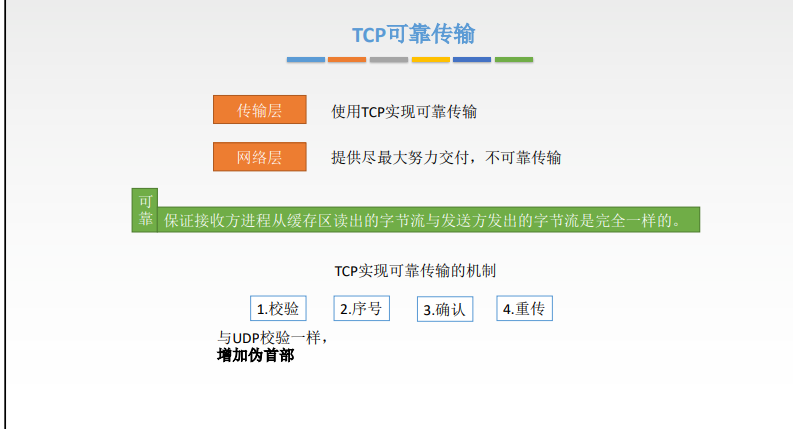 TCP可靠传输
传输层
使用TCP实现可靠传输
网络层
提供尽最大努力交付，不可靠传输
可
靠
保证接收方进程从缓存区读出的字节流与发送方发出的字节流是完全一样的。
TCP实现可靠传输的机制
1.校验
2.序号
3.确认
4.重传
与UDP校验一样，
增加伪首部